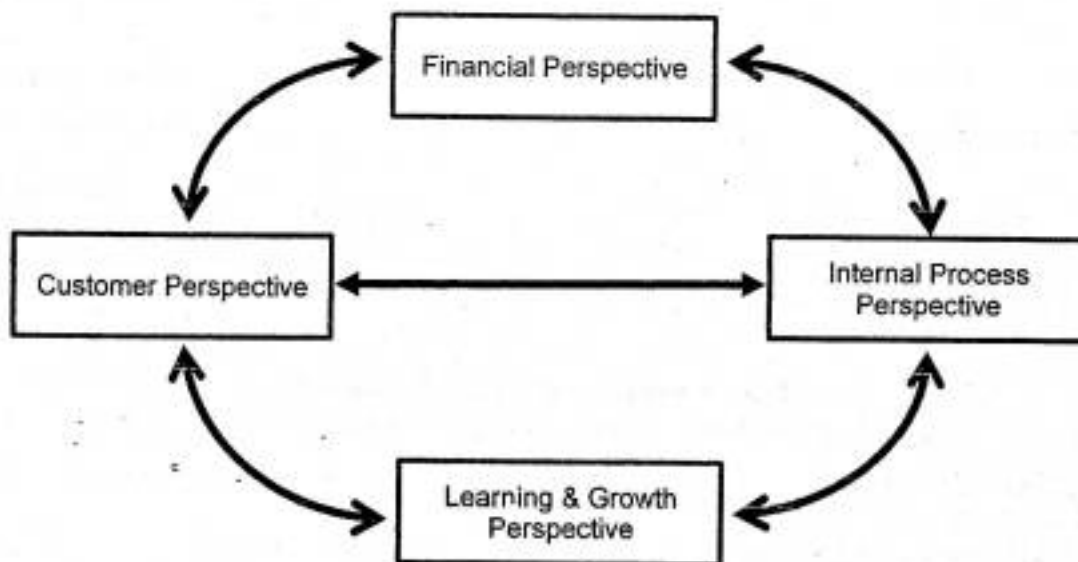 Financial Perspective
Customer Perspective
Internal Process
Perspective
Learning & Growth
Perspective